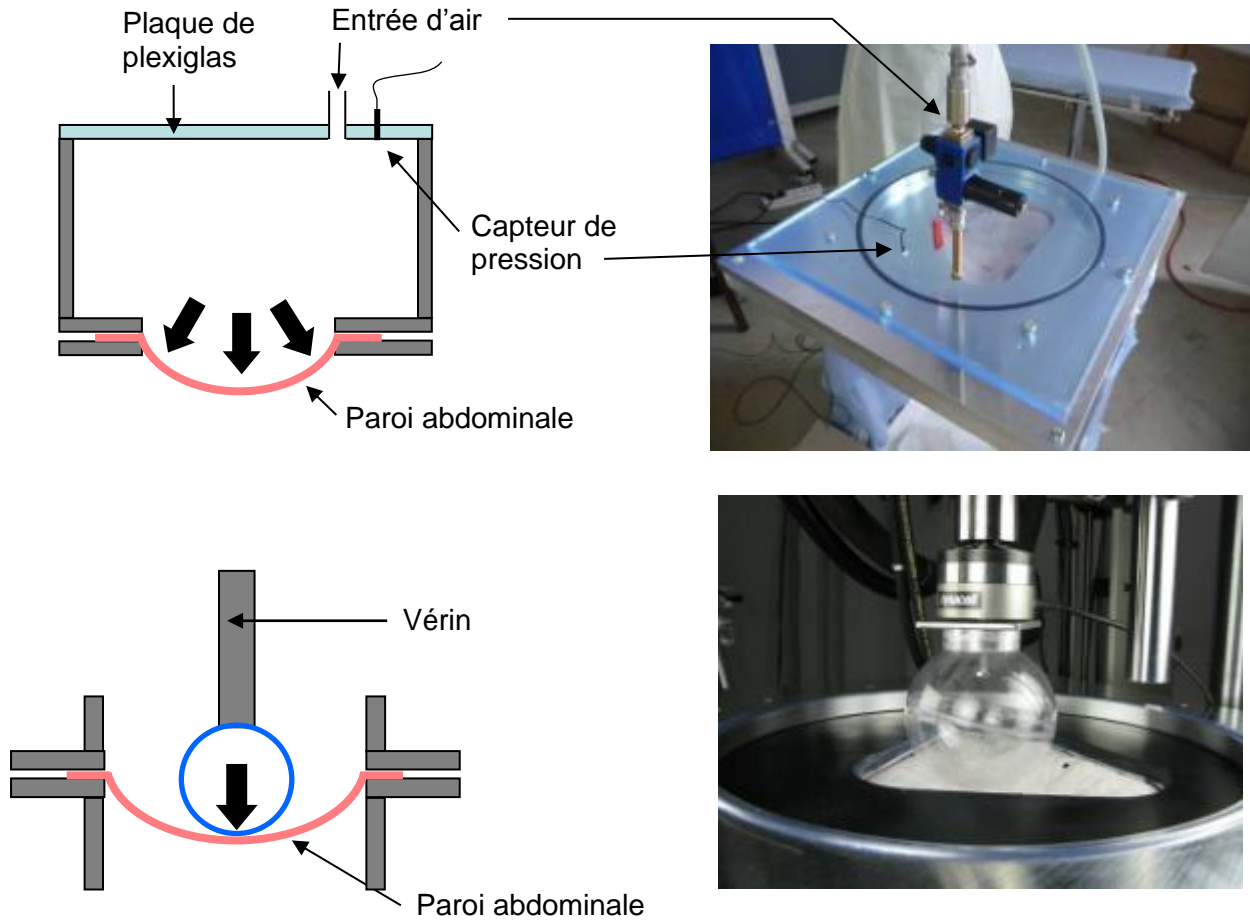 Plaque de
plexiglas
Entrée d’air
Capteur de
pression
Paroi abdominale
Vérin
Paroi abdominale